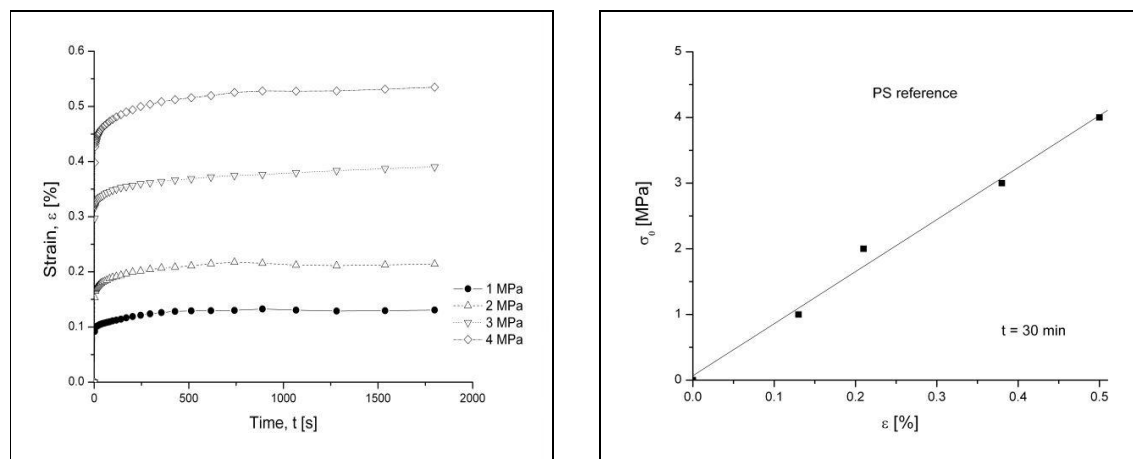 0.6
0.5
0.4
0.3
0.2
0.1
0.0
Strain, ε [%]
0 500 1000 1500 2000
Time, t [s]
1 MPa
2 MPa
3 MPa
4 MPa
5
4
3
2
1
0
σ₀ [MPa]
PS reference
t = 30 min
0.0 0.1 0.2 0.3 0.4 0.5
ε [%]